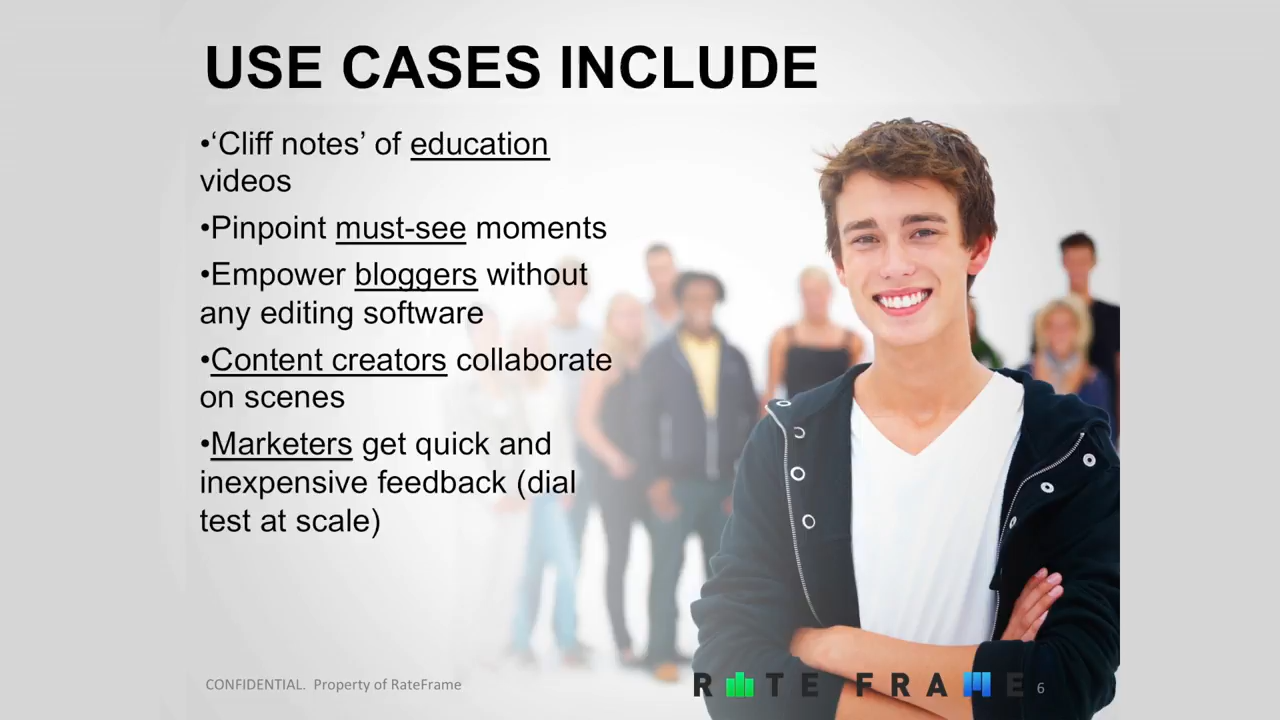 USE CASES INCLUDE
•‘Cliff notes’ of education
videos
•Pinpoint must-see moments
•Empower bloggers without
any editing software
•Content creators collaborate
on scenes
•Marketers get quick and
inexpensive feedback (dial
test at scale)
CONFIDENTIAL. Property of RateFrame
RATE FRAME
6